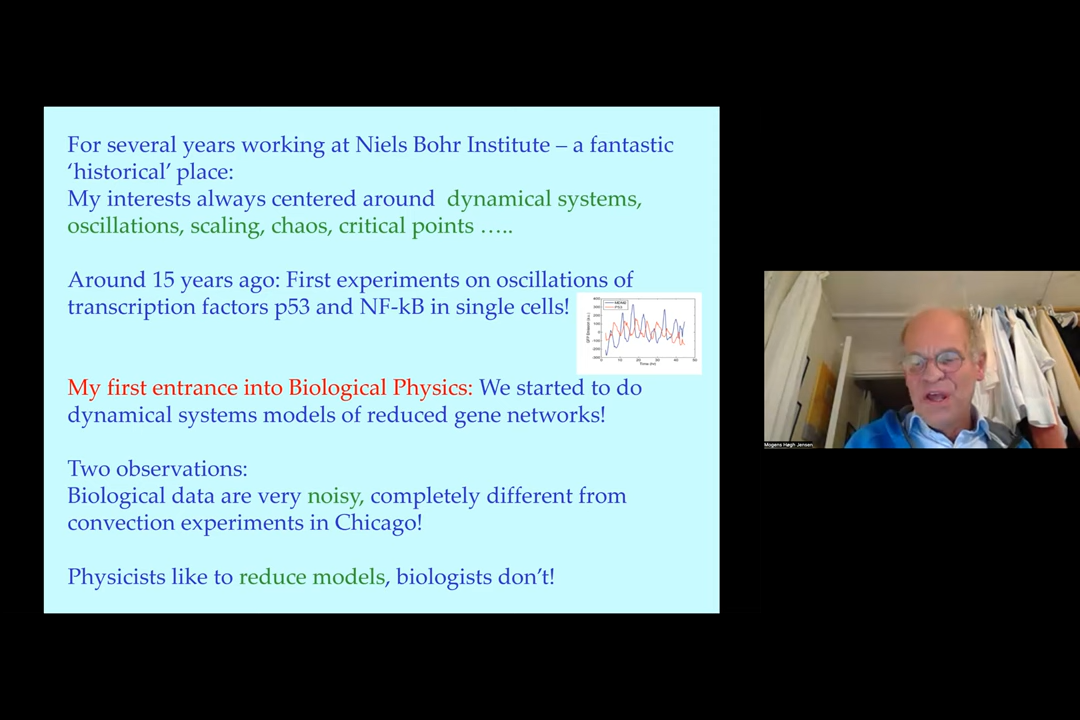 For several years working at Niels Bohr Institute – a fantastic
‘historical’ place:
My interests always centered around dynamical systems,
oscillations, scaling, chaos, critical points …..
Around 15 years ago: First experiments on oscillations of
transcription factors p53 and NF-kB in single cells!
My first entrance into Biological Physics: We started to do
dynamical systems models of reduced gene networks!
Two observations:
Biological data are very noisy, completely different from
convection experiments in Chicago!
Physicists like to reduce models, biologists don’t!
Mogens Høgh Jensen...